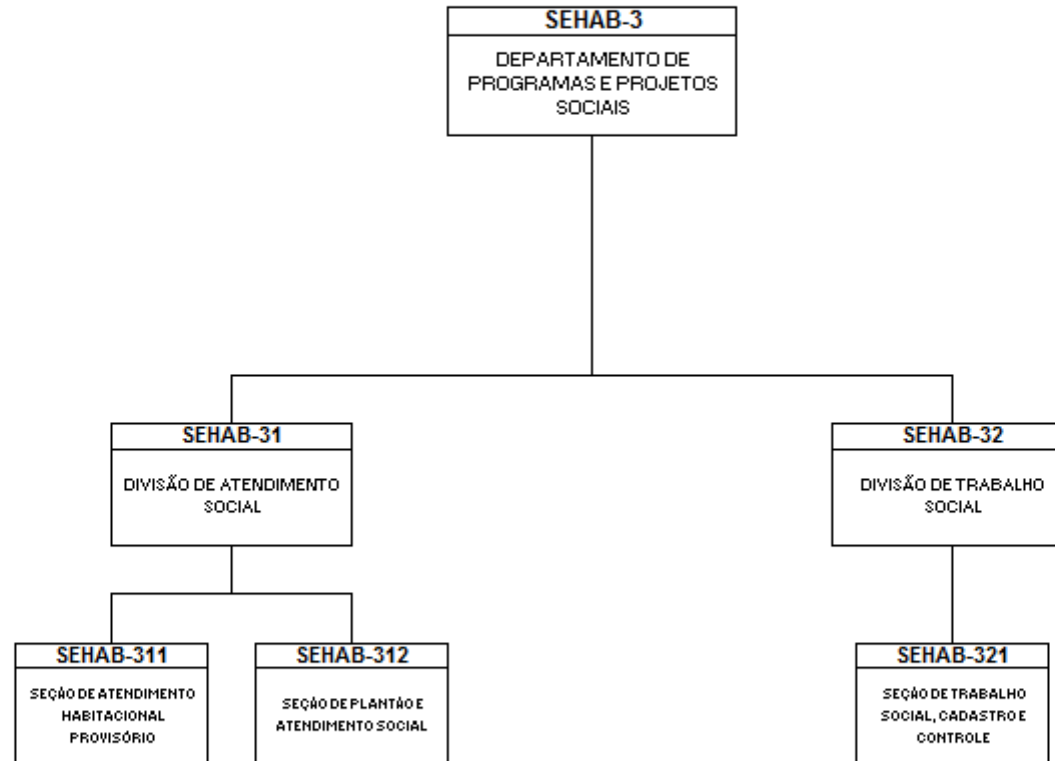 SEHAB-3
DEPARTAMENTO DE
PROGRAMAS E PROJETOS
SOCIAIS
SEHAB-31
DIVISÃO DE ATENDIMENTO
SOCIAL
SEHAB-32
DIVISÃO DE TRABALHO
SOCIAL
SEHAB-311
SEÇÃO DE ATENDIMENTO
HABITACIONAL
PROVISÓRIO
SEHAB-312
SEÇÃO DE PLANTÃO E
ATENDIMENTO SOCIAL
SEHAB-321
SEÇÃO DE TRABALHO
SOCIAL, CADASTRO E
CONTROLE